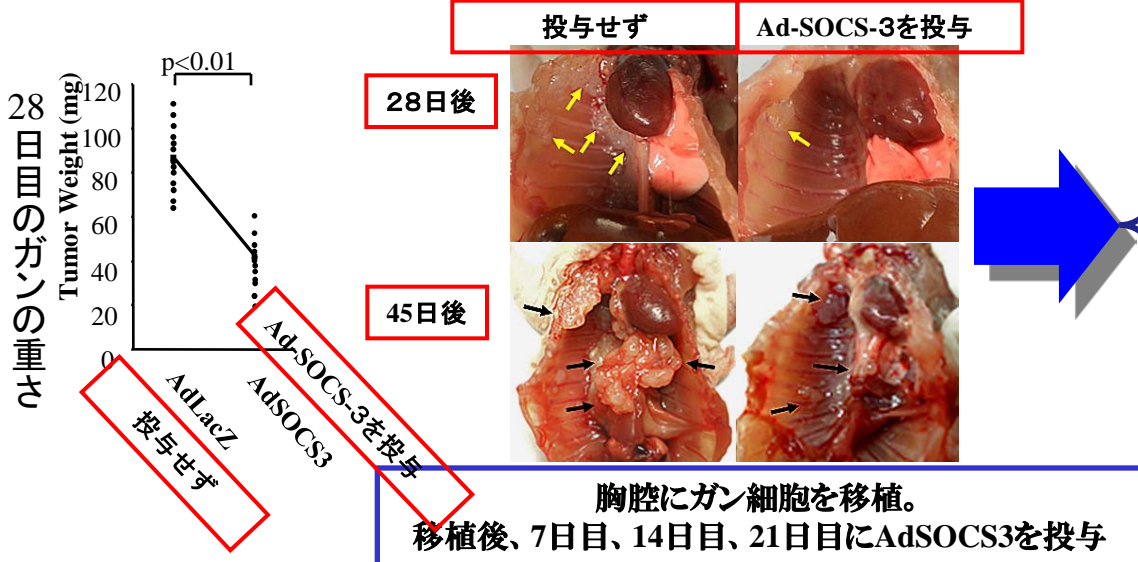 投与せず
Ad-SOCS-3を投与
28日後
45日後
28日目のガンの重さ
Tumor Weight (mg)
p<0.01
120
100
80
60
40
20
0
AdLacZ
AdSOCS3
投与せず
Ad-SOCS-3を投与
胸腔にガン細胞を移植。
移植後、7日目、14日目、21日目にAdSOCS3を投与